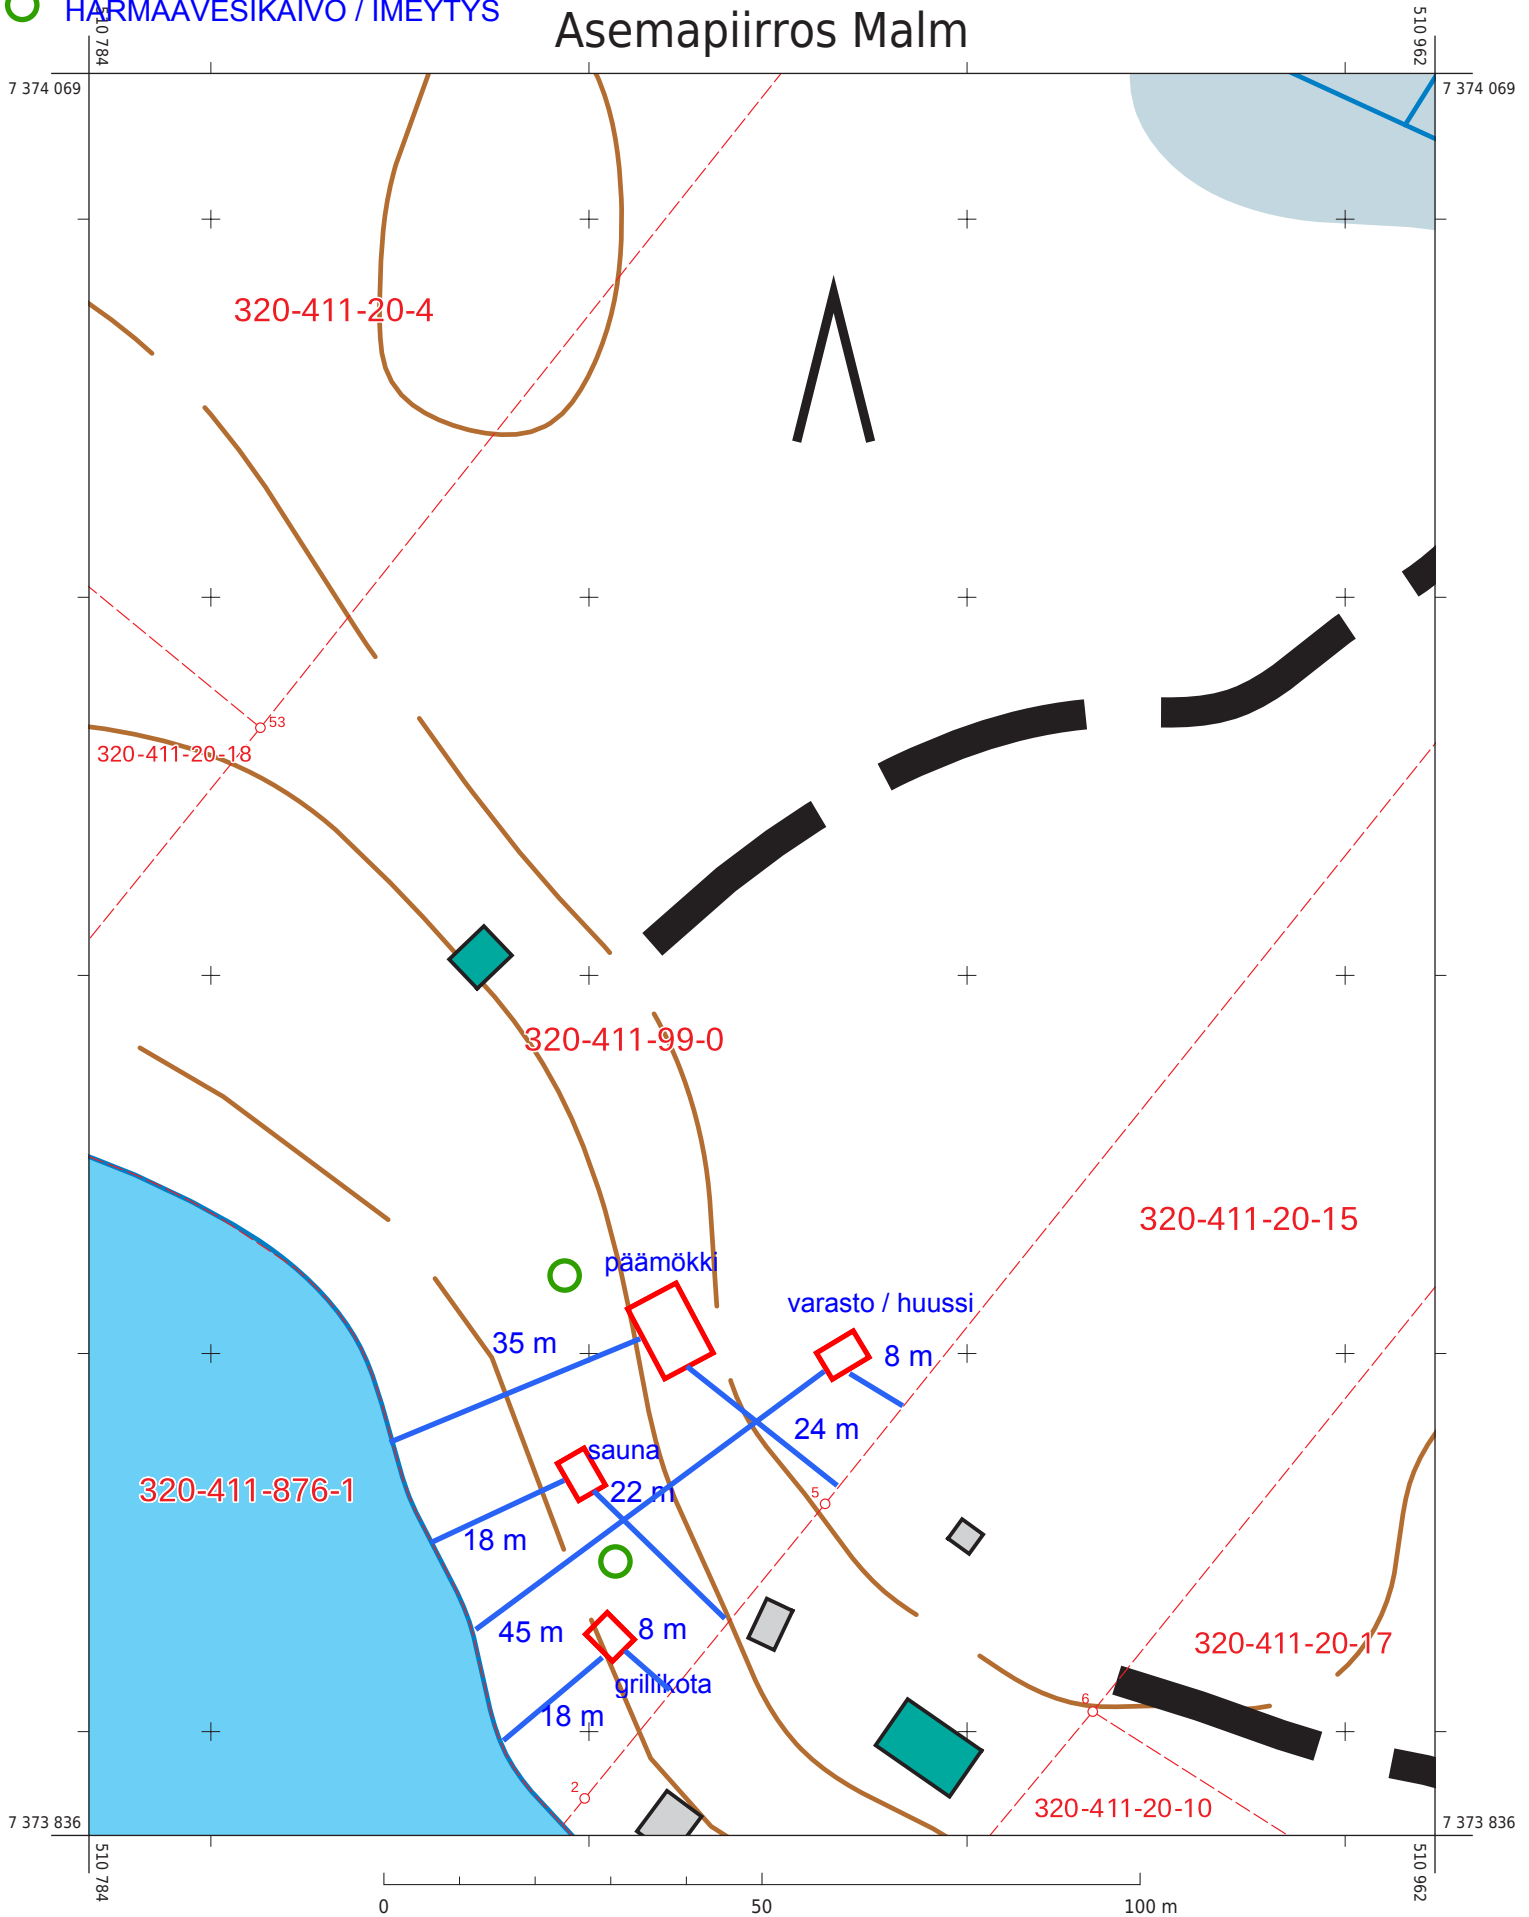 HARMAAVESIKAIVO / IMEYTYS
Asemapiirros Malm
510 784
510 962
7 374 069
7 374 069
320-411-20-4
53
320-411-20-18
320-411-99-0
320-411-20-15
päämökki
varasto / huussi
35 m
8 m
24 m
sauna
22 m
320-411-876-1
5
18 m
45 m
8 m
320-411-20-17
grillikota
18 m
6
2
320-411-20-10
7 373 836
7 373 836
510 784
510 962
0
50
100 m